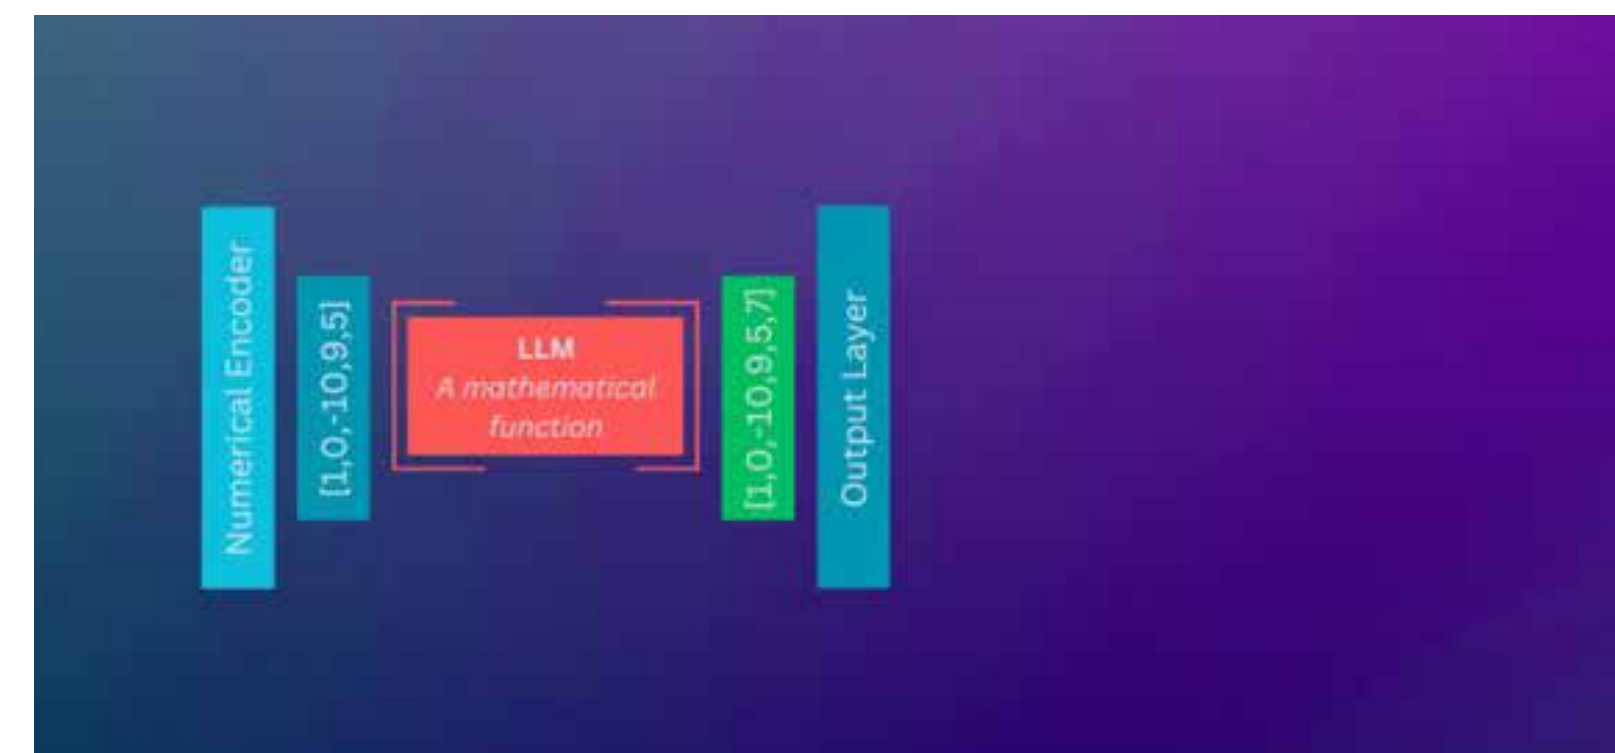 Numerical Encoder
[1,0,-10,9,5]
LLM
A mathematical
function
[1,0,-10,9,5,7]
Output Layer